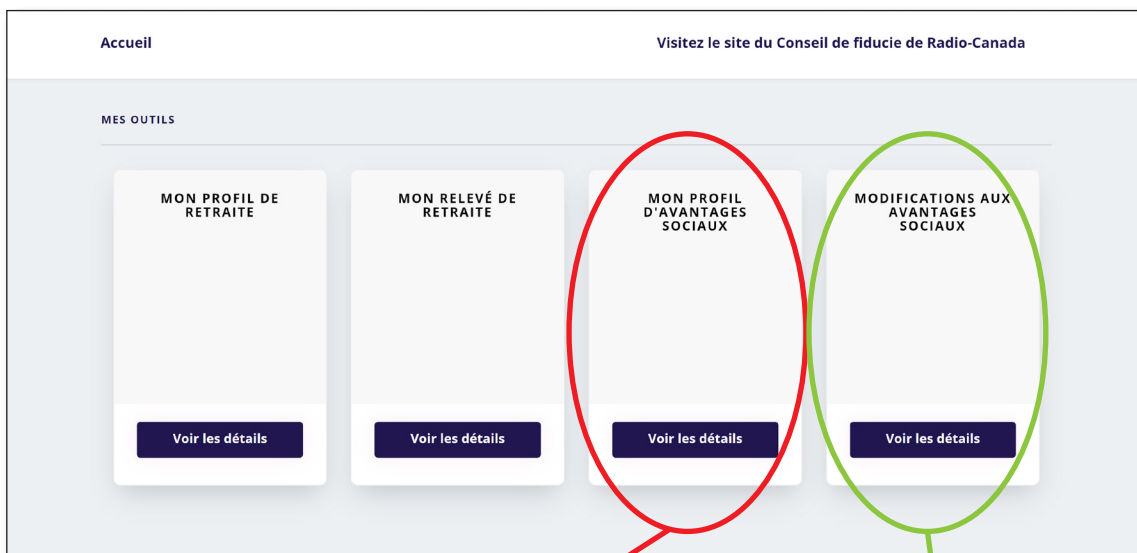 Accueil
Visitez le site du Conseil de fiducie de Radio-Canada
MES OUTILS
MON PROFIL DE
RETRAITE
MON RELEVÉ DE
RETRAITE
MON PROFIL
D'AVANTAGES
SOCIAUX
MODIFICATIONS AUX
AVANTAGES
SOCIAUX
Voir les détails
Voir les détails
Voir les détails
Voir les détails